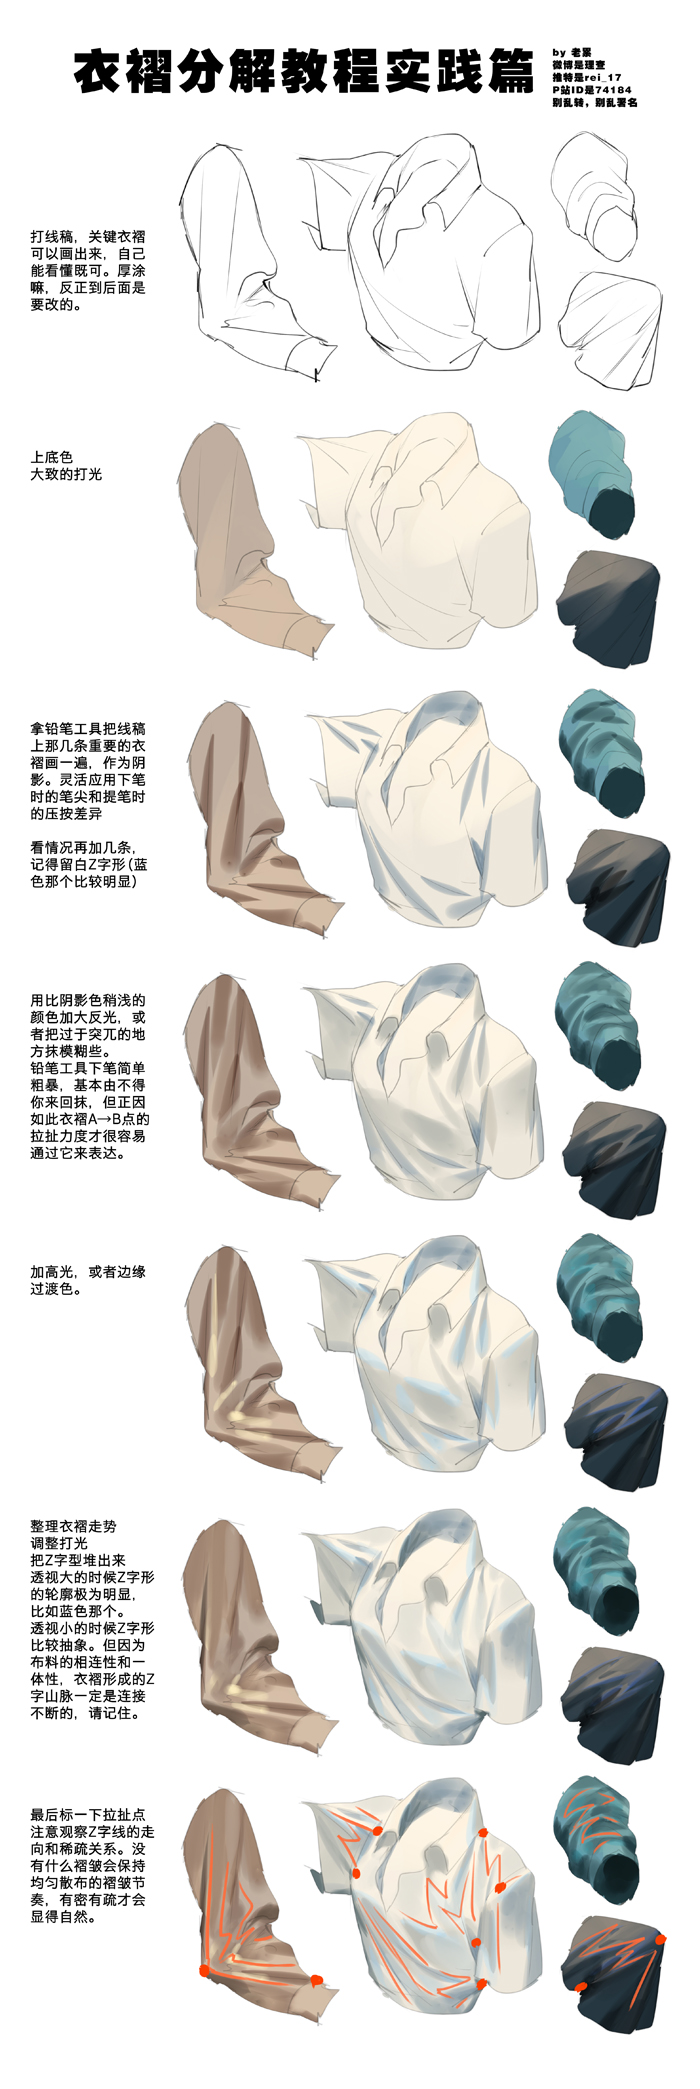 衣褶分解教程实践篇
by 老累
微博是理查
推特是rei_17
P站ID是74184
别乱转，别乱署名
打线稿，关键衣褶
可以画出来，自己
能看懂既可。厚涂
嘛，反正到后面是
要改的。
上底色
大致的打光
拿铅笔工具把线稿
上那几条重要的衣
褶画一遍，作为阴
影。灵活应用下笔
时的笔尖和提笔时
的压按差异
看情况再加几条，
记得留白Z字形(蓝
色那个比较明显)
用比阴影色稍浅的
颜色加大反光，或
者把过于突兀的地
方抹模糊些。
铅笔工具下笔简单
粗暴，基本由不得
你来回抹，但正因
如此衣褶A→B点的
拉扯力度才很容易
通过它来表达。
加高光，或者边缘
过渡色。
整理衣褶走势
调整打光
把Z字型堆出来
透视大的时候Z字形
的轮廓极为明显，
比如蓝色那个。
透视小的时候Z字形
比较抽象。但因为
布料的相连性和一
体性，衣褶形成的Z
字山脉一定是连接
不断的，请记住。
最后标一下拉扯点
注意观察Z字线的走
向和稀疏关系。没
有什么褶皱会保持
均匀散布的褶皱节
奏，有密有疏才会
显得自然。